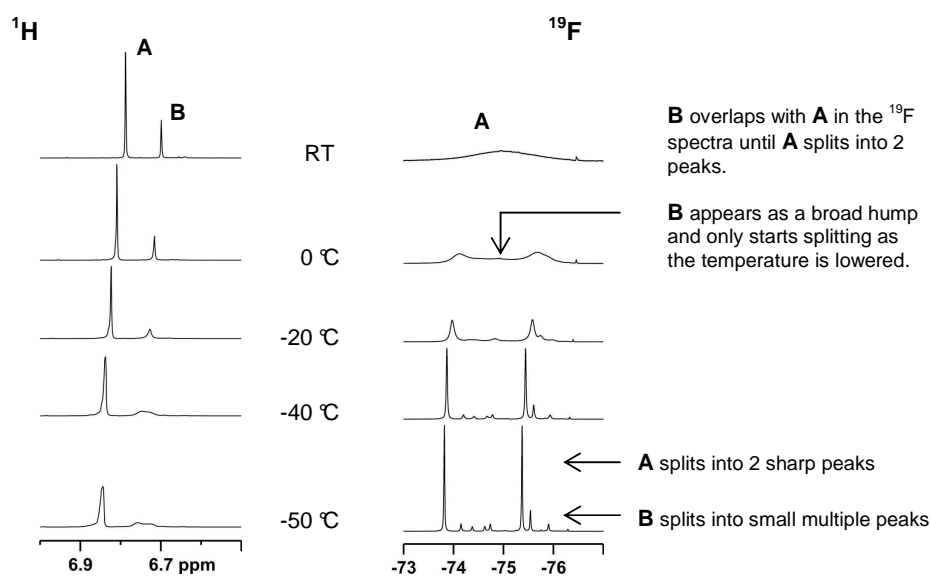 ¹H
¹⁹F
A
B
A
RT
B overlaps with A in the ¹⁹F
spectra until A splits into 2
peaks.
B appears as a broad hump
and only starts splitting as
the temperature is lowered.
0 °C
-20 °C
-40 °C
A splits into 2 sharp peaks
-50 °C
B splits into small multiple peaks
6.9 6.7 ppm
-73 -74 -75 -76